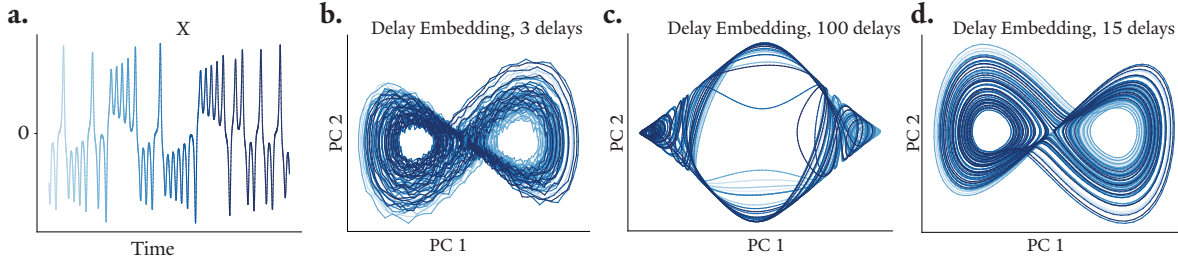 a.
X
0
Time
b.
Delay Embedding, 3 delays
PC 2
PC 1
c.
Delay Embedding, 100 delays
PC 2
PC 1
d.
Delay Embedding, 15 delays
PC 2
PC 1